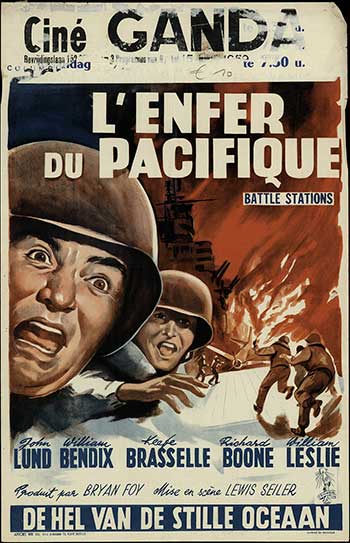 Ciné GANDA
L'ENFER
DU PACIFIQUE
BATTLE STATIONS
John William Keefe Richard William
LUND BENDIX BRASSELLE BOONE LESLIE
Produit par BRYAN FOY Mise en scène LEWIS SEILER
DE HEL VAN DE STILLE OCEAAN